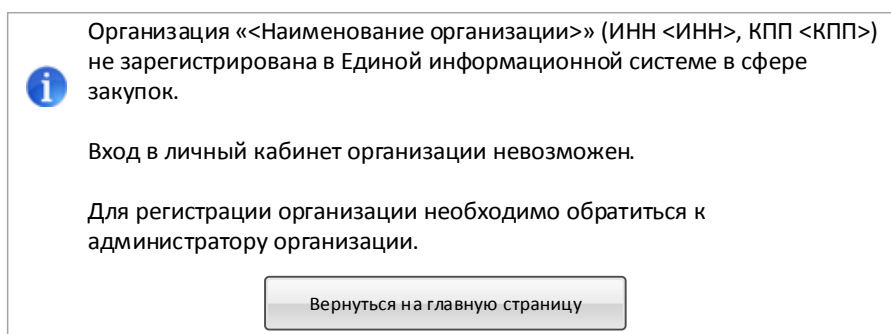 Организация «<Наименование организации>» (ИНН <ИНН>, КПП <КПП>)
не зарегистрирована в Единой информационной системе в сфере
закупок.
Вход в личный кабинет организации невозможен.
Для регистрации организации необходимо обратиться к
администратору организации.
Вернуться на главную страницу